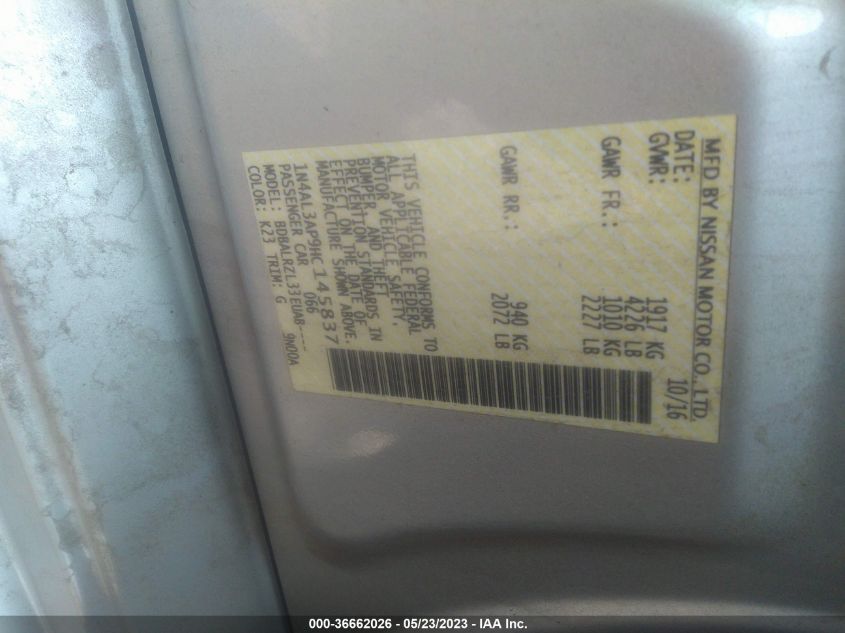 MFD BY NISSAN MOTOR CO., LTD.
DATE: 10/16
GVWR: 1917 KG
4226 LB
GAWR FR.: 1010 KG
2227 LB
GAWR RR.: 940 KG
2072 LB
THIS VEHICLE CONFORMS TO
ALL APPLICABLE FEDERAL
MOTOR VEHICLE SAFETY,
BUMPER, AND THEFT
PREVENTION STANDARDS IN
EFFECT ON THE DATE OF
MANUFACTURE SHOWN ABOVE.
1N4AL3AP9HC145837
PASSENGER CAR 066
MODEL: BDBALRZL33EUA8----
COLOR: K23 TRIM: G 9N00A
000-36662026 - 05/23/2023 - IAA Inc.